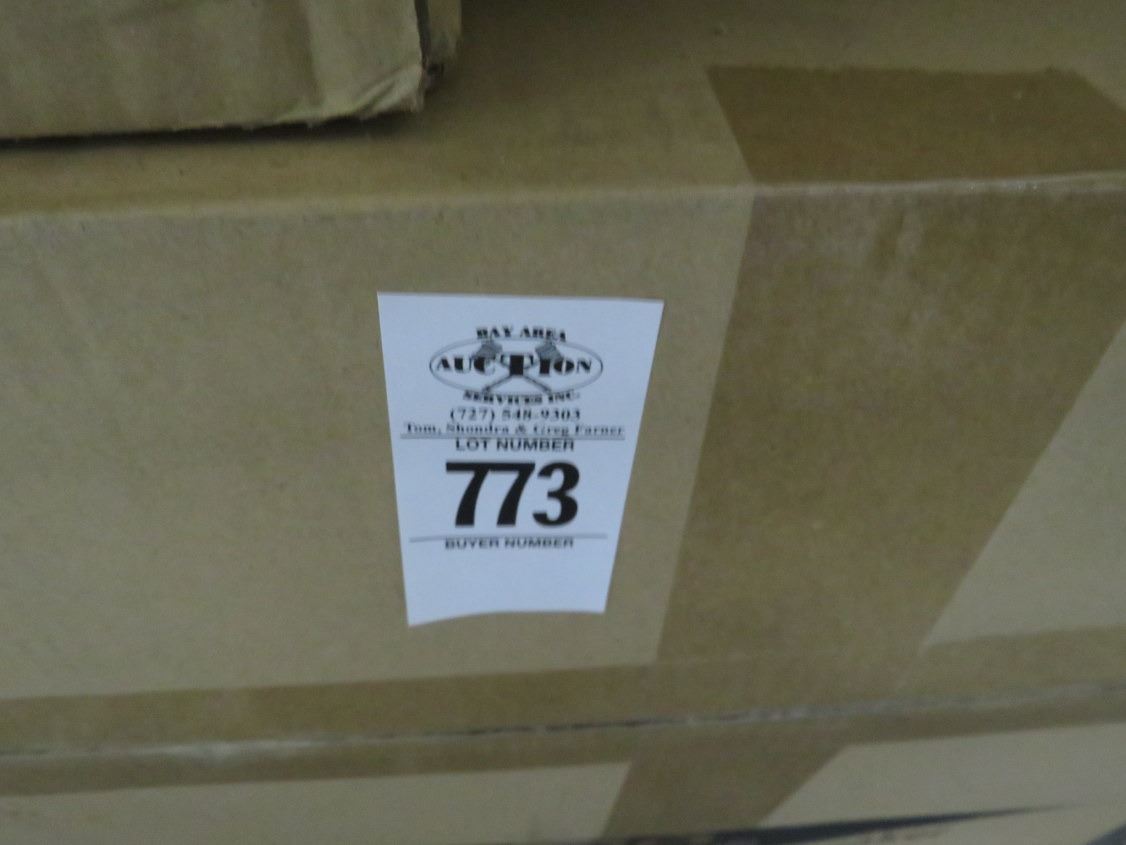 BAY AREA
AUCTION
SERVICES INC.
(727) 548-9303
Tom, Shondra & Greg Farner
LOT NUMBER
773
BUYER NUMBER